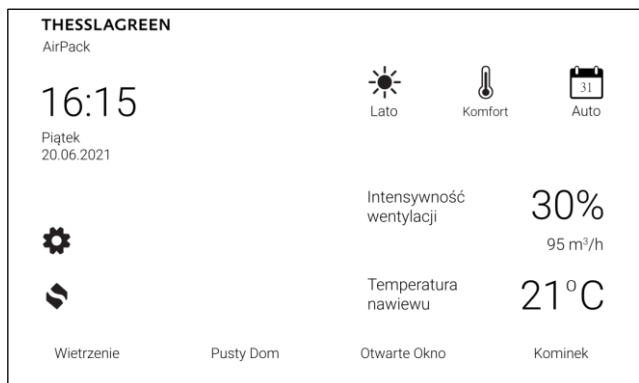 THESSLAGREEN
AirPack
16:15
Piątek
20.06.2021
31
Lato
Komfort
Auto
Intensywność
wentylacji
30%
95 m³/h
Temperatura
nawiewu
21°C
Wietrzenie
Pusty Dom
Otwarte Okno
Kominek